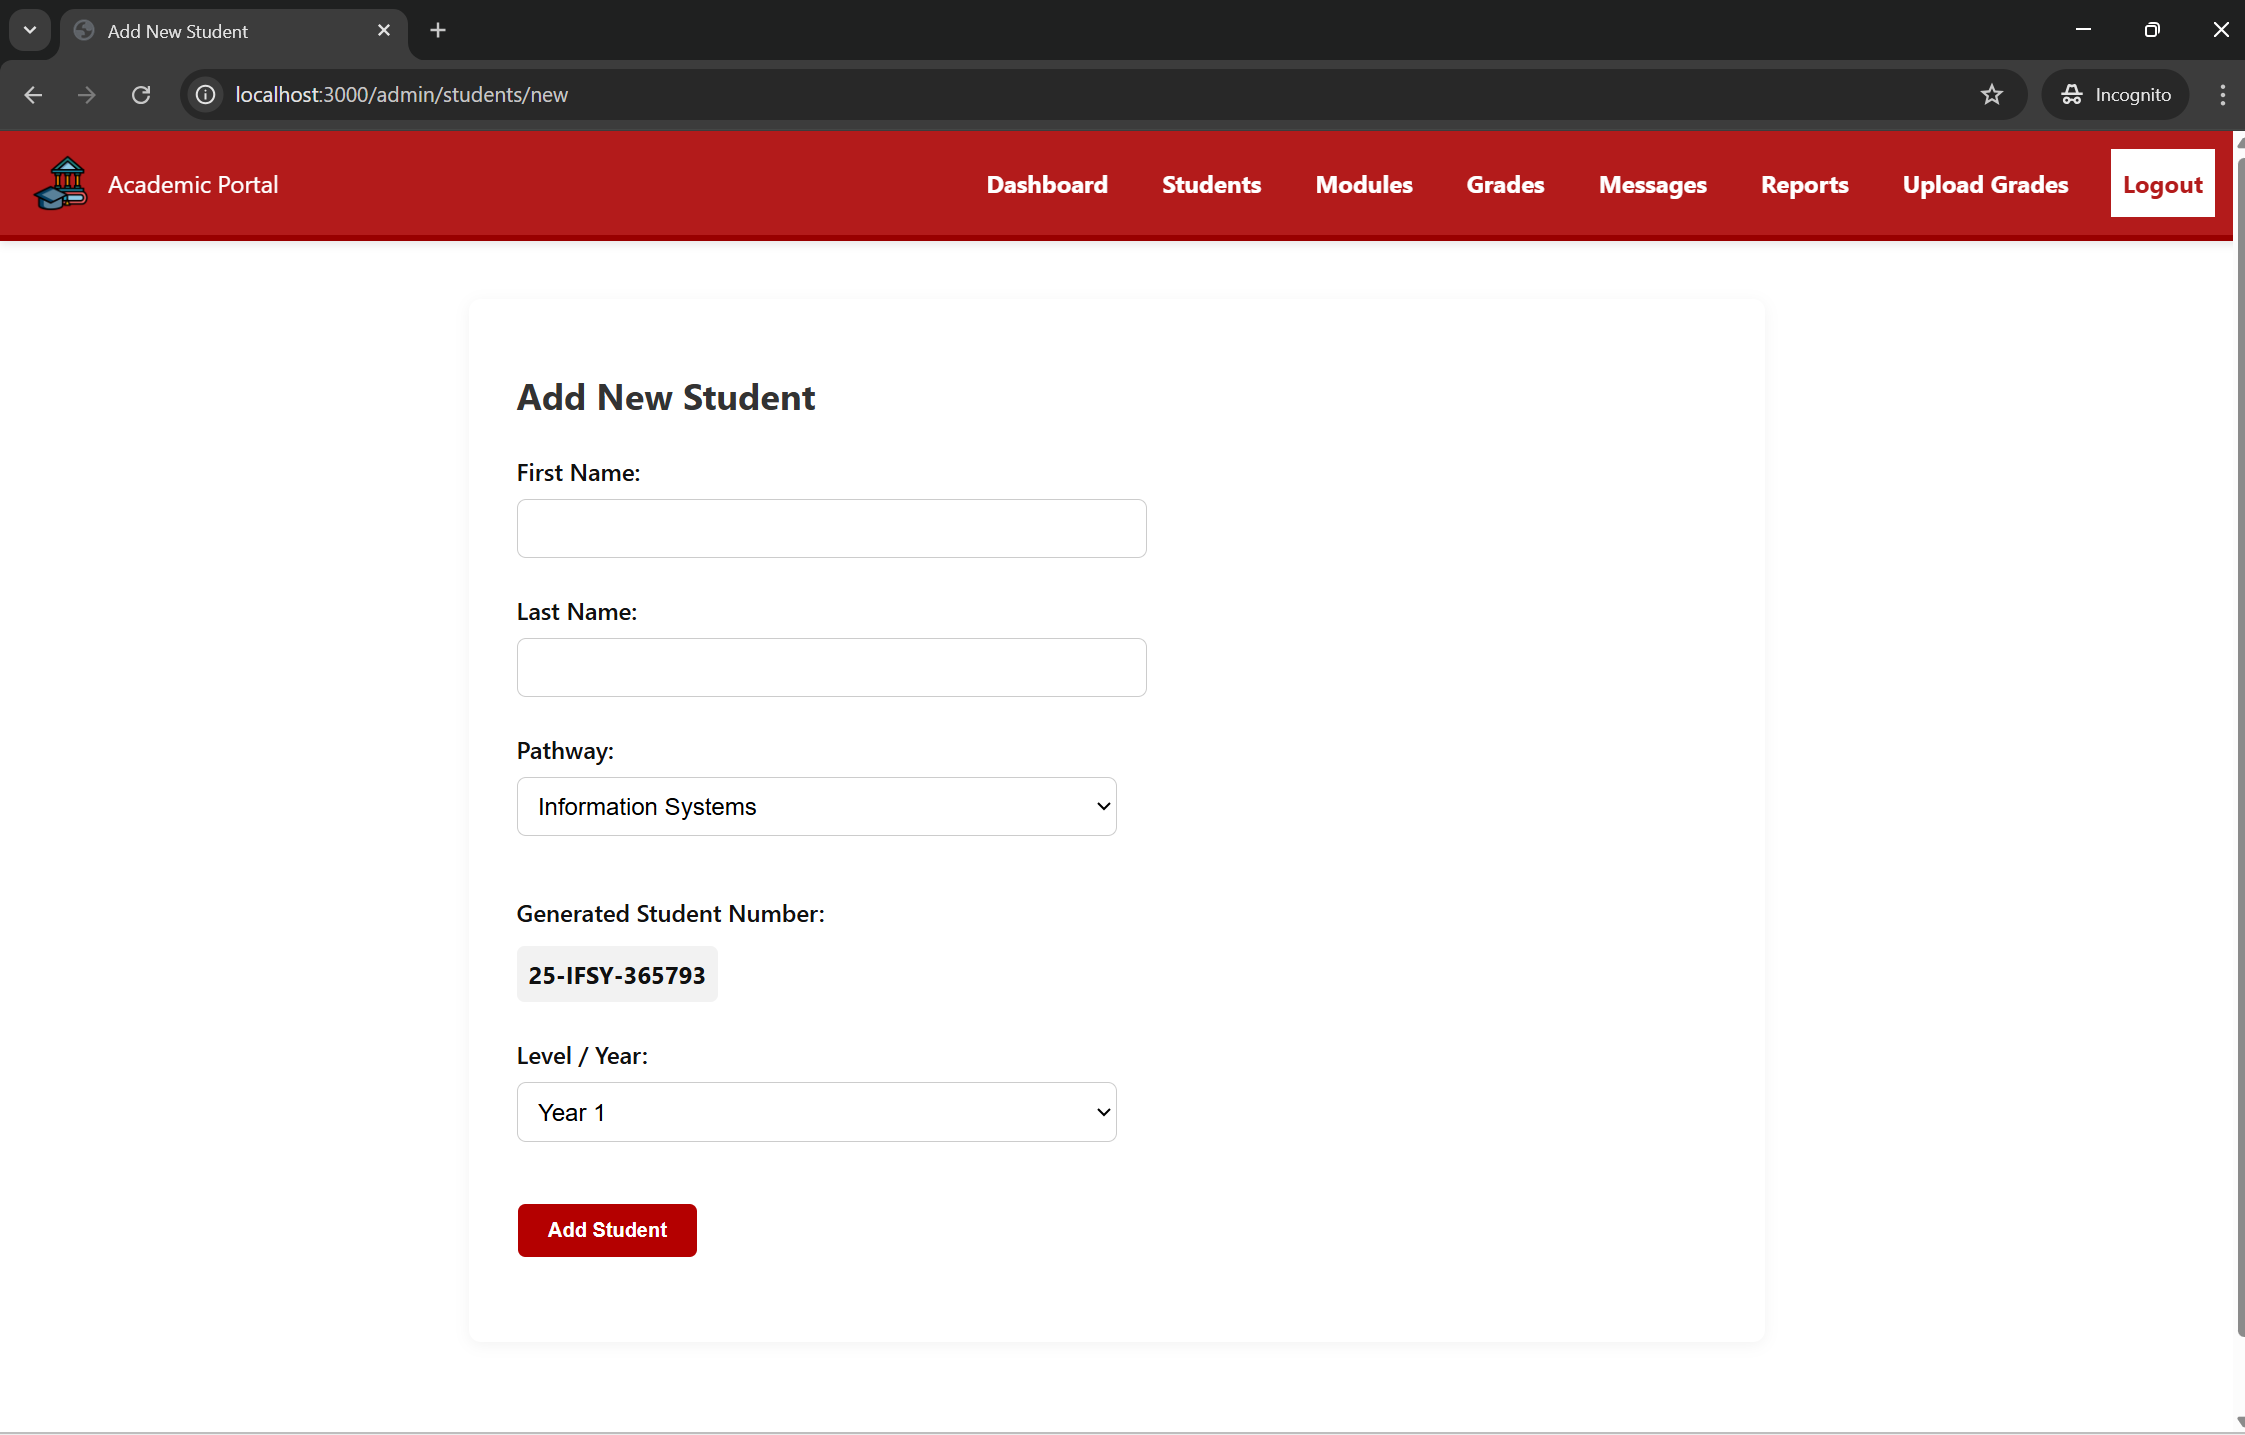 Add New Student
localhost:3000/admin/students/new
Incognito
Academic Portal
Dashboard
Students
Modules
Grades
Messages
Reports
Upload Grades
Logout
Add New Student
First Name:
Last Name:
Pathway:
Information Systems
Generated Student Number:
25-IFSY-365793
Level / Year:
Year 1
Add Student